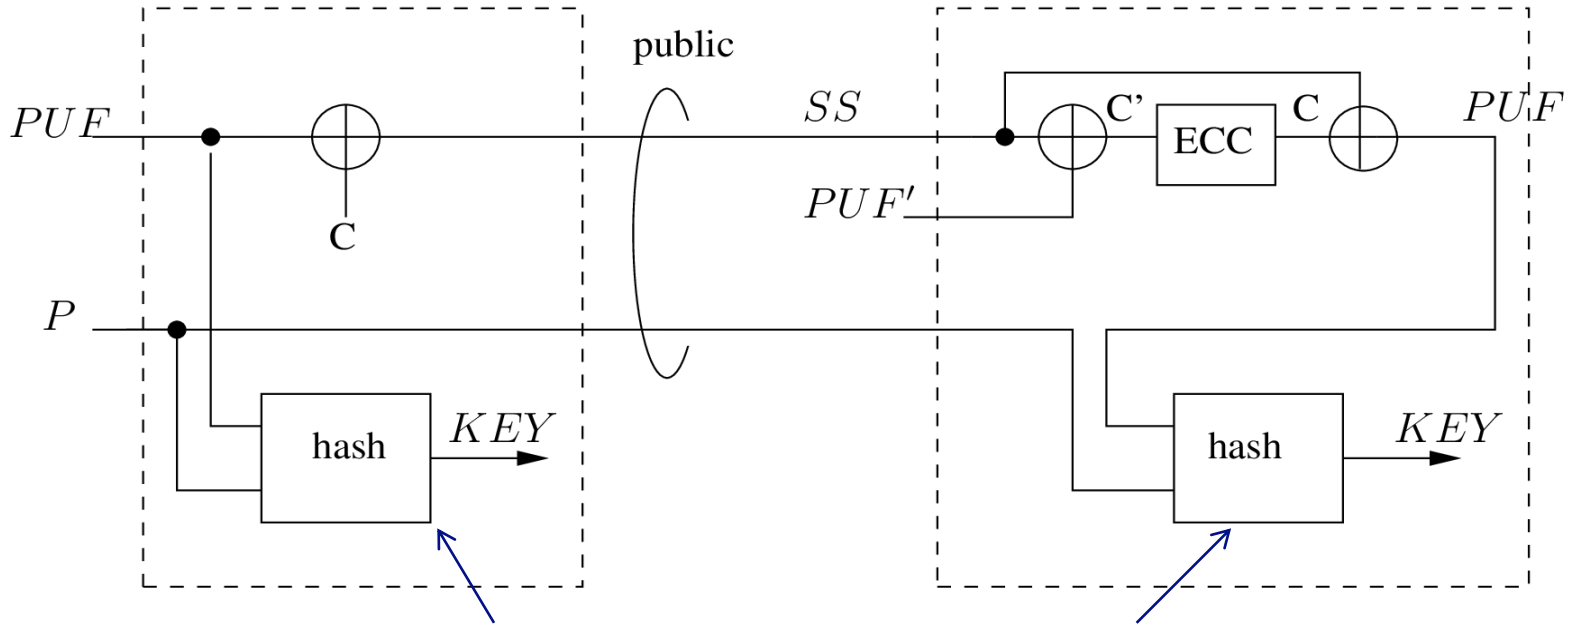 public
PUF
SS
C’
ECC
C
PUF
PUF′
C
P
hash
KEY
hash
KEY